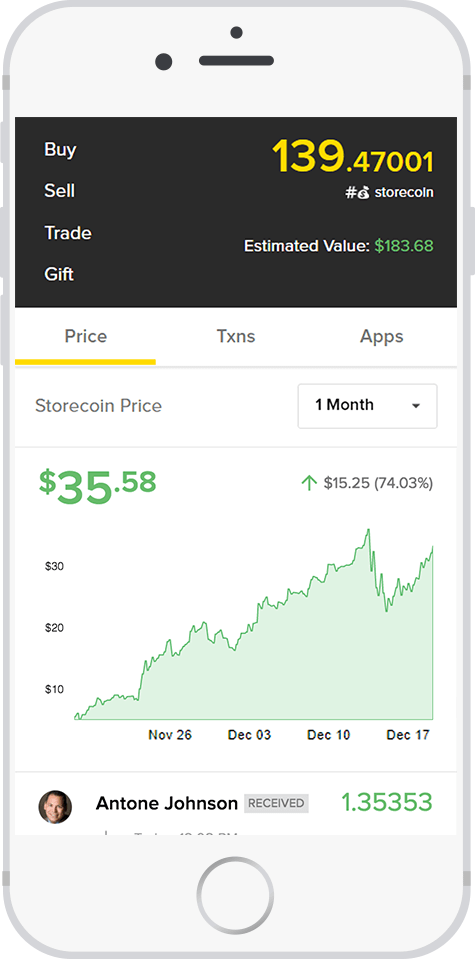 Buy
139.47001
Sell
# storecoin
Trade
Estimated Value: $183.68
Gift
Price Txns Apps
Storecoin Price 1 Month
$35.58
$15.25 (74.03%)
$30
$20
$10
Nov 26 Dec 03 Dec 10 Dec 17
Antone Johnson RECEIVED 1.35353